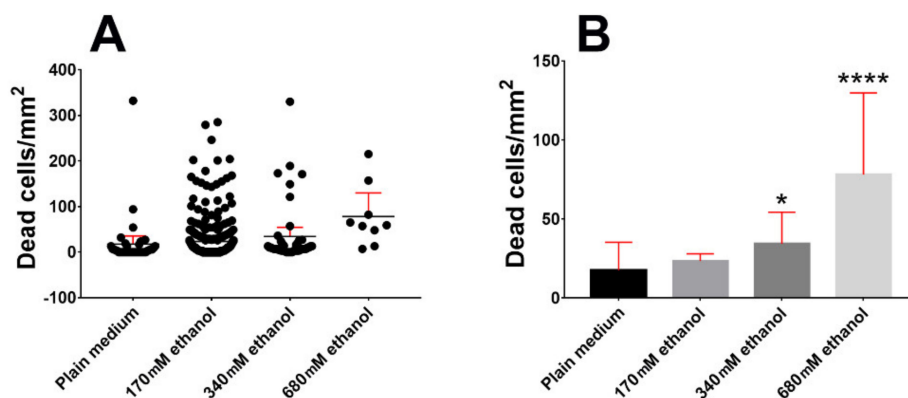 A
Dead cells/mm²
400
300
200
100
0
-100
Plain medium
170mM ethanol
340mM ethanol
680mM ethanol
B
Dead cells/mm²
150
100
50
0
*
****
Plain medium
170mM ethanol
340mM ethanol
680mM ethanol